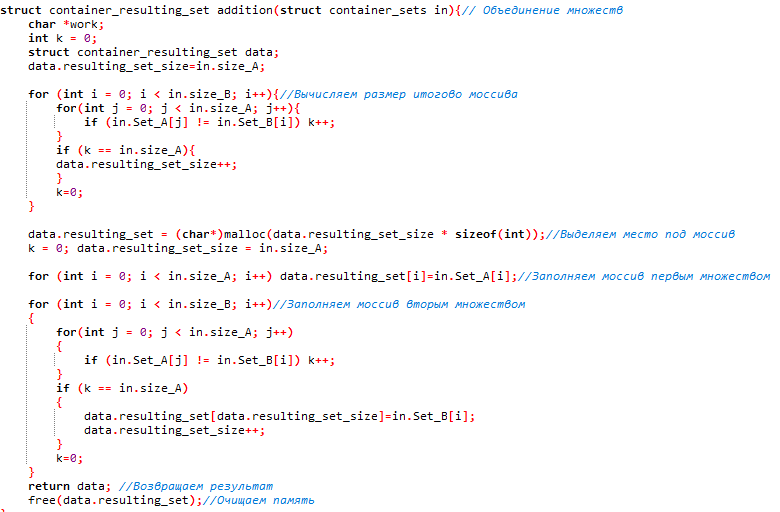 struct container_resulting_set addition(struct container_sets in){// Объединение множеств
char *work;
int k = 0;
struct container_resulting_set data;
data.resulting_set_size=in.size_A;
for (int i = 0; i < in.size_B; i++){//Вычисляем размер итогово моссива
for(int j = 0; j < in.size_A; j++){
if (in.Set_A[j] != in.Set_B[i]) k++;
}
if (k == in.size_A){
data.resulting_set_size++;
}
k=0;
}
data.resulting_set = (char*)malloc(data.resulting_set_size * sizeof(int));//Выделяем место под моссив
k = 0; data.resulting_set_size = in.size_A;
for (int i = 0; i < in.size_A; i++) data.resulting_set[i]=in.Set_A[i];//Заполняем моссив первым множеством
for (int i = 0; i < in.size_B; i++)//Заполняем моссив вторым множеством
{
for(int j = 0; j < in.size_A; j++)
{
if (in.Set_A[j] != in.Set_B[i]) k++;
}
if (k == in.size_A)
{
data.resulting_set[data.resulting_set_size]=in.Set_B[i];
data.resulting_set_size++;
}
k=0;
}
return data; //Возвращаем результат
free(data.resulting_set);//Очищаем память